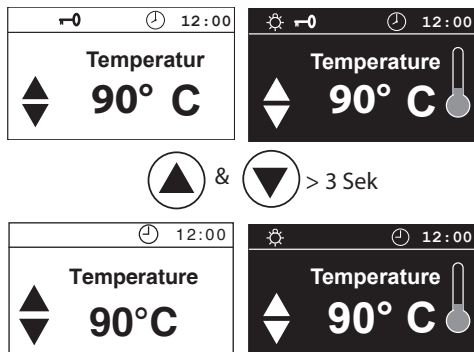 12:00
Temperatur
90° C
12:00
Temperature
90° C
& > 3 Sek
12:00
Temperature
90°C
12:00
Temperature
90° C